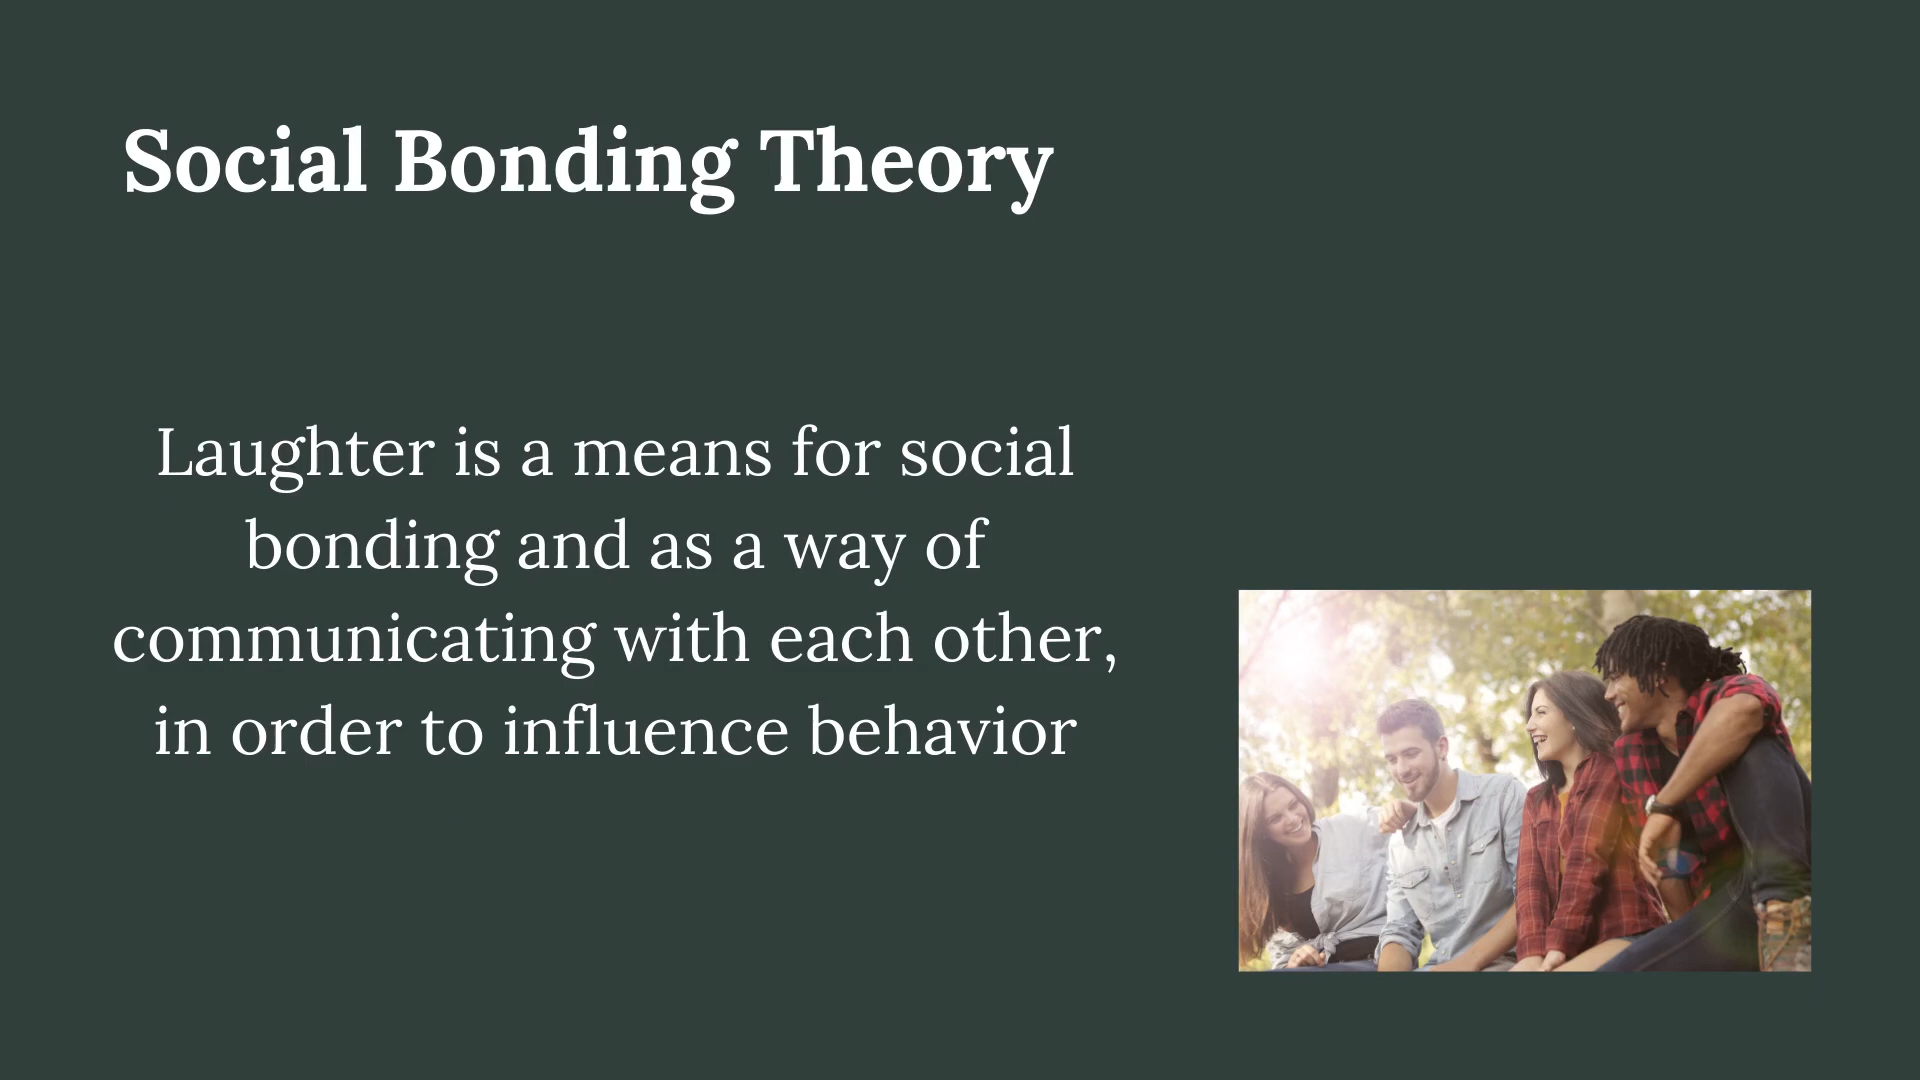 Social Bonding Theory
Laughter is a means for social
bonding and as a way of
communicating with each other,
in order to influence behavior